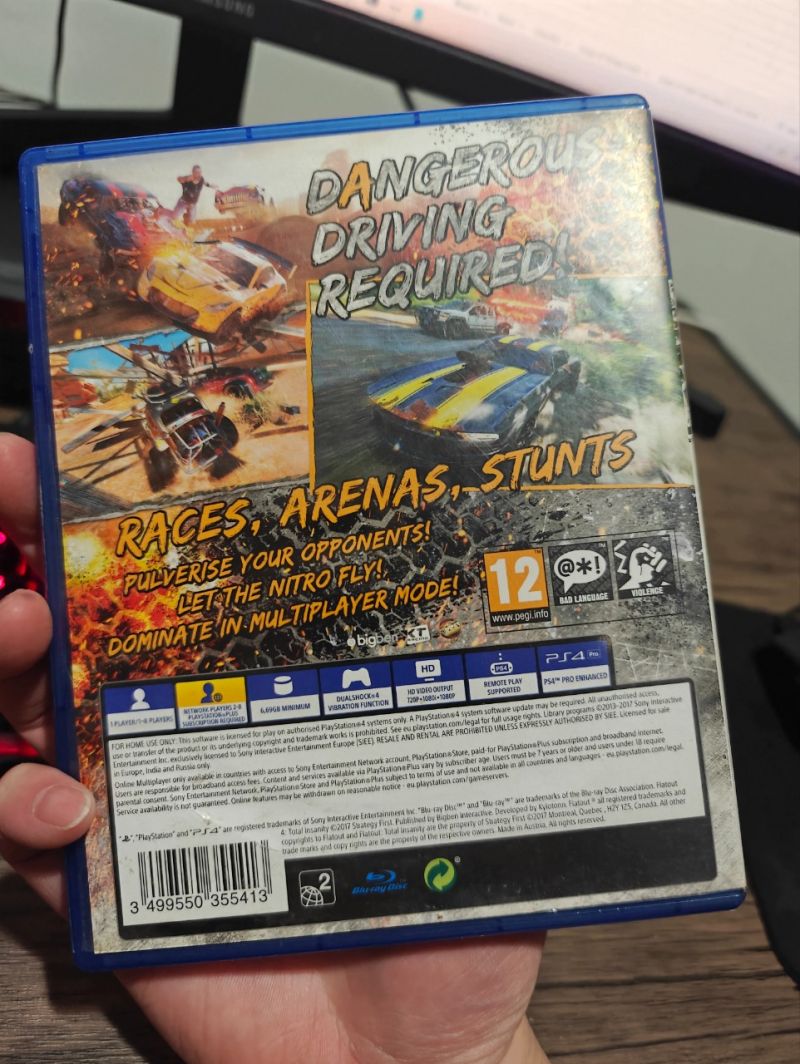 SAMSUNG
DANGEROUS
DRIVING
REQUIRED!
RACES, ARENAS, STUNTS
PULVERISE YOUR OPPONENTS!
LET THE NITRO FLY!
DOMINATE IN MULTIPLAYER MODE!
12
www.pegi.info
@*!
BAD LANGUAGE
VIOLENCE
bigben
KT
1 PLAYER/1-8 PLAYERS
NETWORK PLAYERS 2-8
PLAYSTATION®PLUS
SUBSCRIPTION REQUIRED
6,69GB MINIMUM
DUALSHOCK®4
VIBRATION FUNCTION
HD
HD VIDEO OUTPUT
720P•1080i•1080P
PS4
REMOTE PLAY
SUPPORTED
PS4 Pro
PS4™ PRO ENHANCED
FOR HOME USE ONLY: This software is licensed for play on authorised PlayStation®4 systems only. A PlayStation®4 system software update may be required. All unauthorised access,
use or transfer of the product or its underlying copyright and trademark works is prohibited. See eu.playstation.com/legal for full usage rights. Library programs ©2013-2017 Sony Interactive
Entertainment Inc. exclusively licensed to Sony Interactive Entertainment Europe (SIEE). RESALE AND RENTAL ARE PROHIBITED UNLESS EXPRESSLY AUTHORISED BY SIEE. Licensed for sale
in Europe, India and Russia only.
Online Multiplayer only available in countries with access to Sony Entertainment Network account, PlayStation®Store, paid-for PlayStation®Plus subscription and broadband internet.
Users are responsible for broadband access fees. Content and services available via PlayStation®Plus vary by subscriber age. Users must be 7 years or older and users under 18 require
parental consent. Sony Entertainment Network, PlayStation®Store and PlayStation®Plus subject to terms of use and not available in all countries and languages - eu.playstation.com/legal.
Service availability is not guaranteed. Online features may be withdrawn on reasonable notice - eu.playstation.com/gameservers.
"PlayStation" and "PS4" are registered trademarks of Sony Interactive Entertainment Inc. "Blu-ray Disc™" and "Blu-ray™" are trademarks of the Blu-ray Disc Association. Flatout
4: Total Insanity ©2017 Strategy First. Published by Bigben Interactive. Developed by Kylotonn. Flatout ® all registered trademarks and
copyrights to Flatout and Flatout: Total Insanity are the property of Strategy First ©2017 Montreal, Quebec, H2Y 1Z5, Canada. All other
trade marks and copy rights are the property of the respective owners. Made in Austria. All rights reserved.
3 499550 355413
2
Blu-ray Disc